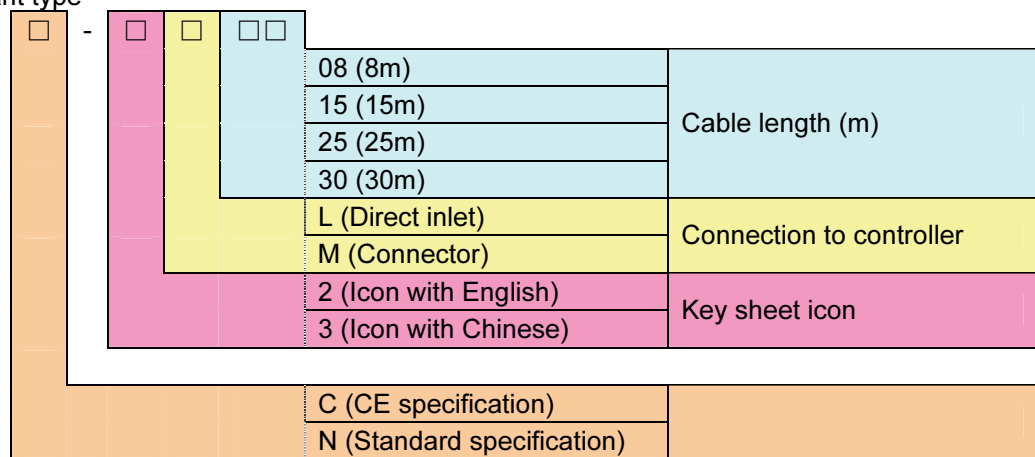 □ - □ □ □□
08 (8m)
15 (15m)
Cable length (m)
25 (25m)
30 (30m)
L (Direct inlet)
Connection to controller
M (Connector)
2 (Icon with English)
Key sheet icon
3 (Icon with Chinese)
C (CE specification)
N (Standard specification)